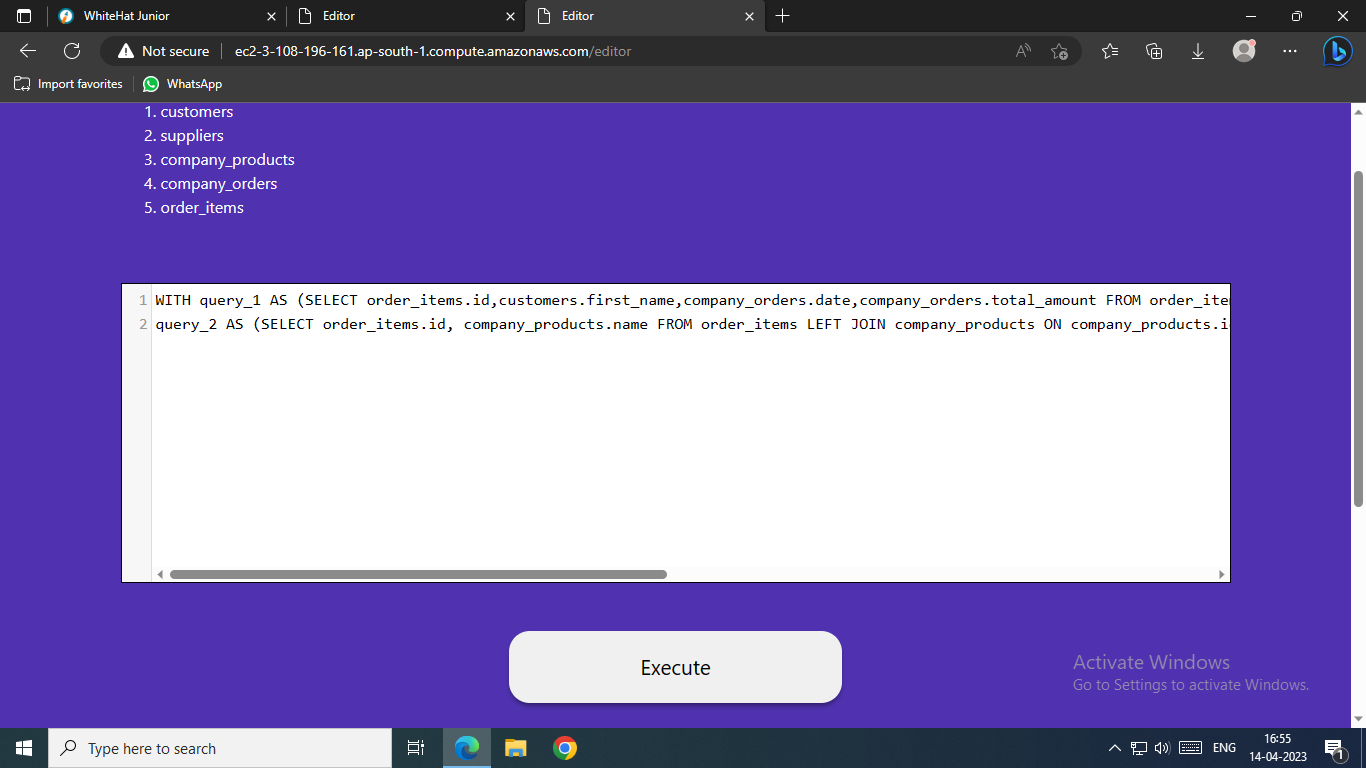 WhiteHat Junior
Editor
Editor
Not secure
ec2-3-108-196-161.ap-south-1.compute.amazonaws.com/editor
Import favorites
WhatsApp
1. customers
2. suppliers
3. company_products
4. company_orders
5. order_items
1 WITH query_1 AS (SELECT order_items.id,customers.first_name,company_orders.date,company_orders.total_amount FROM order_iter
2 query_2 AS (SELECT order_items.id, company_products.name FROM order_items LEFT JOIN company_products ON company_products.i
Execute
Activate Windows
Go to Settings to activate Windows.
Type here to search
ENG
16:55
14-04-2023
1